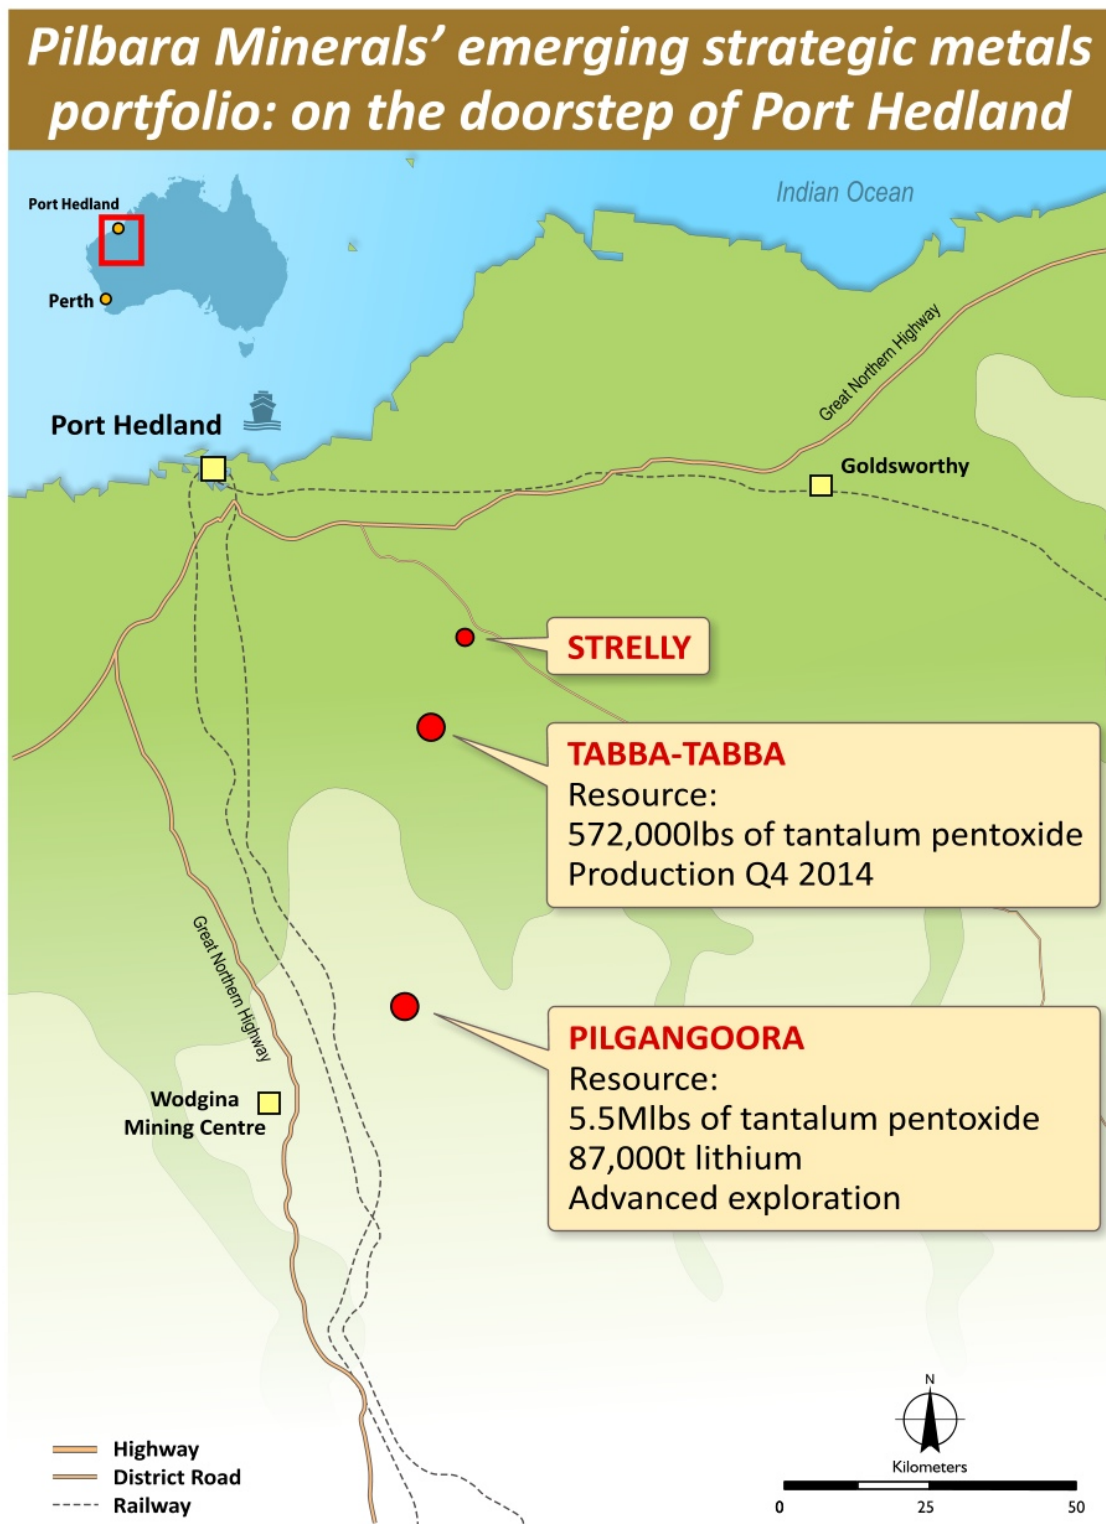 Pilbara Minerals’ emerging strategic metals
portfolio: on the doorstep of Port Hedland
Indian Ocean
Port Hedland
Perth
Great Northern Highway
Port Hedland
Goldsworthy
STRELLY
TABBA-TABBA
Resource:
572,000lbs of tantalum pentoxide
Production Q4 2014
Great Northern Highway
PILGANGOORA
Resource:
5.5Mlbs of tantalum pentoxide
87,000t lithium
Advanced exploration
Wodgina
Mining Centre
Highway
District Road
Railway
N
Kilometers
0 25 50